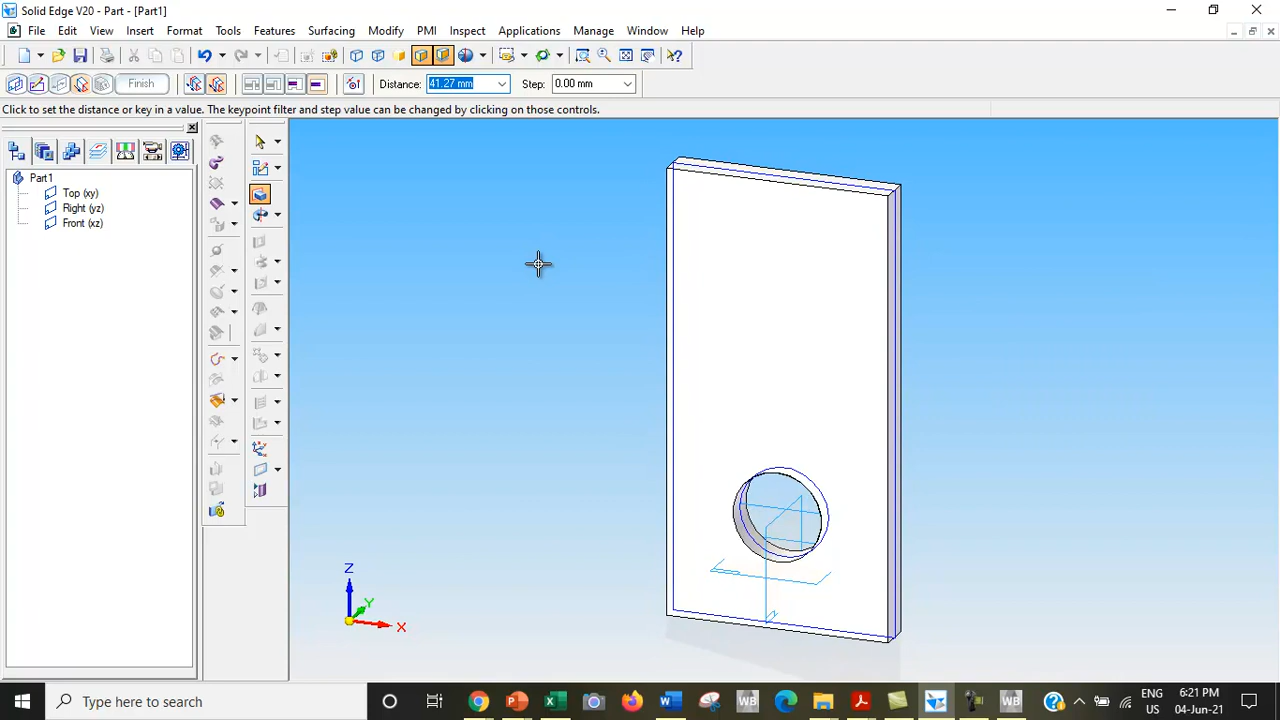 Solid Edge V20 - Part - [Part1]
File Edit View Insert Format Tools Features Surfacing Modify PMI Inspect Applications Manage Window Help
Finish Distance: 41.27 mm Step: 0.00 mm
Click to set the distance or key in a value. The keypoint filter and step value can be changed by clicking on those controls.
Part1
Top (xy)
Right (yz)
Front (xz)
Z
Y
X
Type here to search
WB
WB
ENG
US
6:21 PM
04-Jun-21